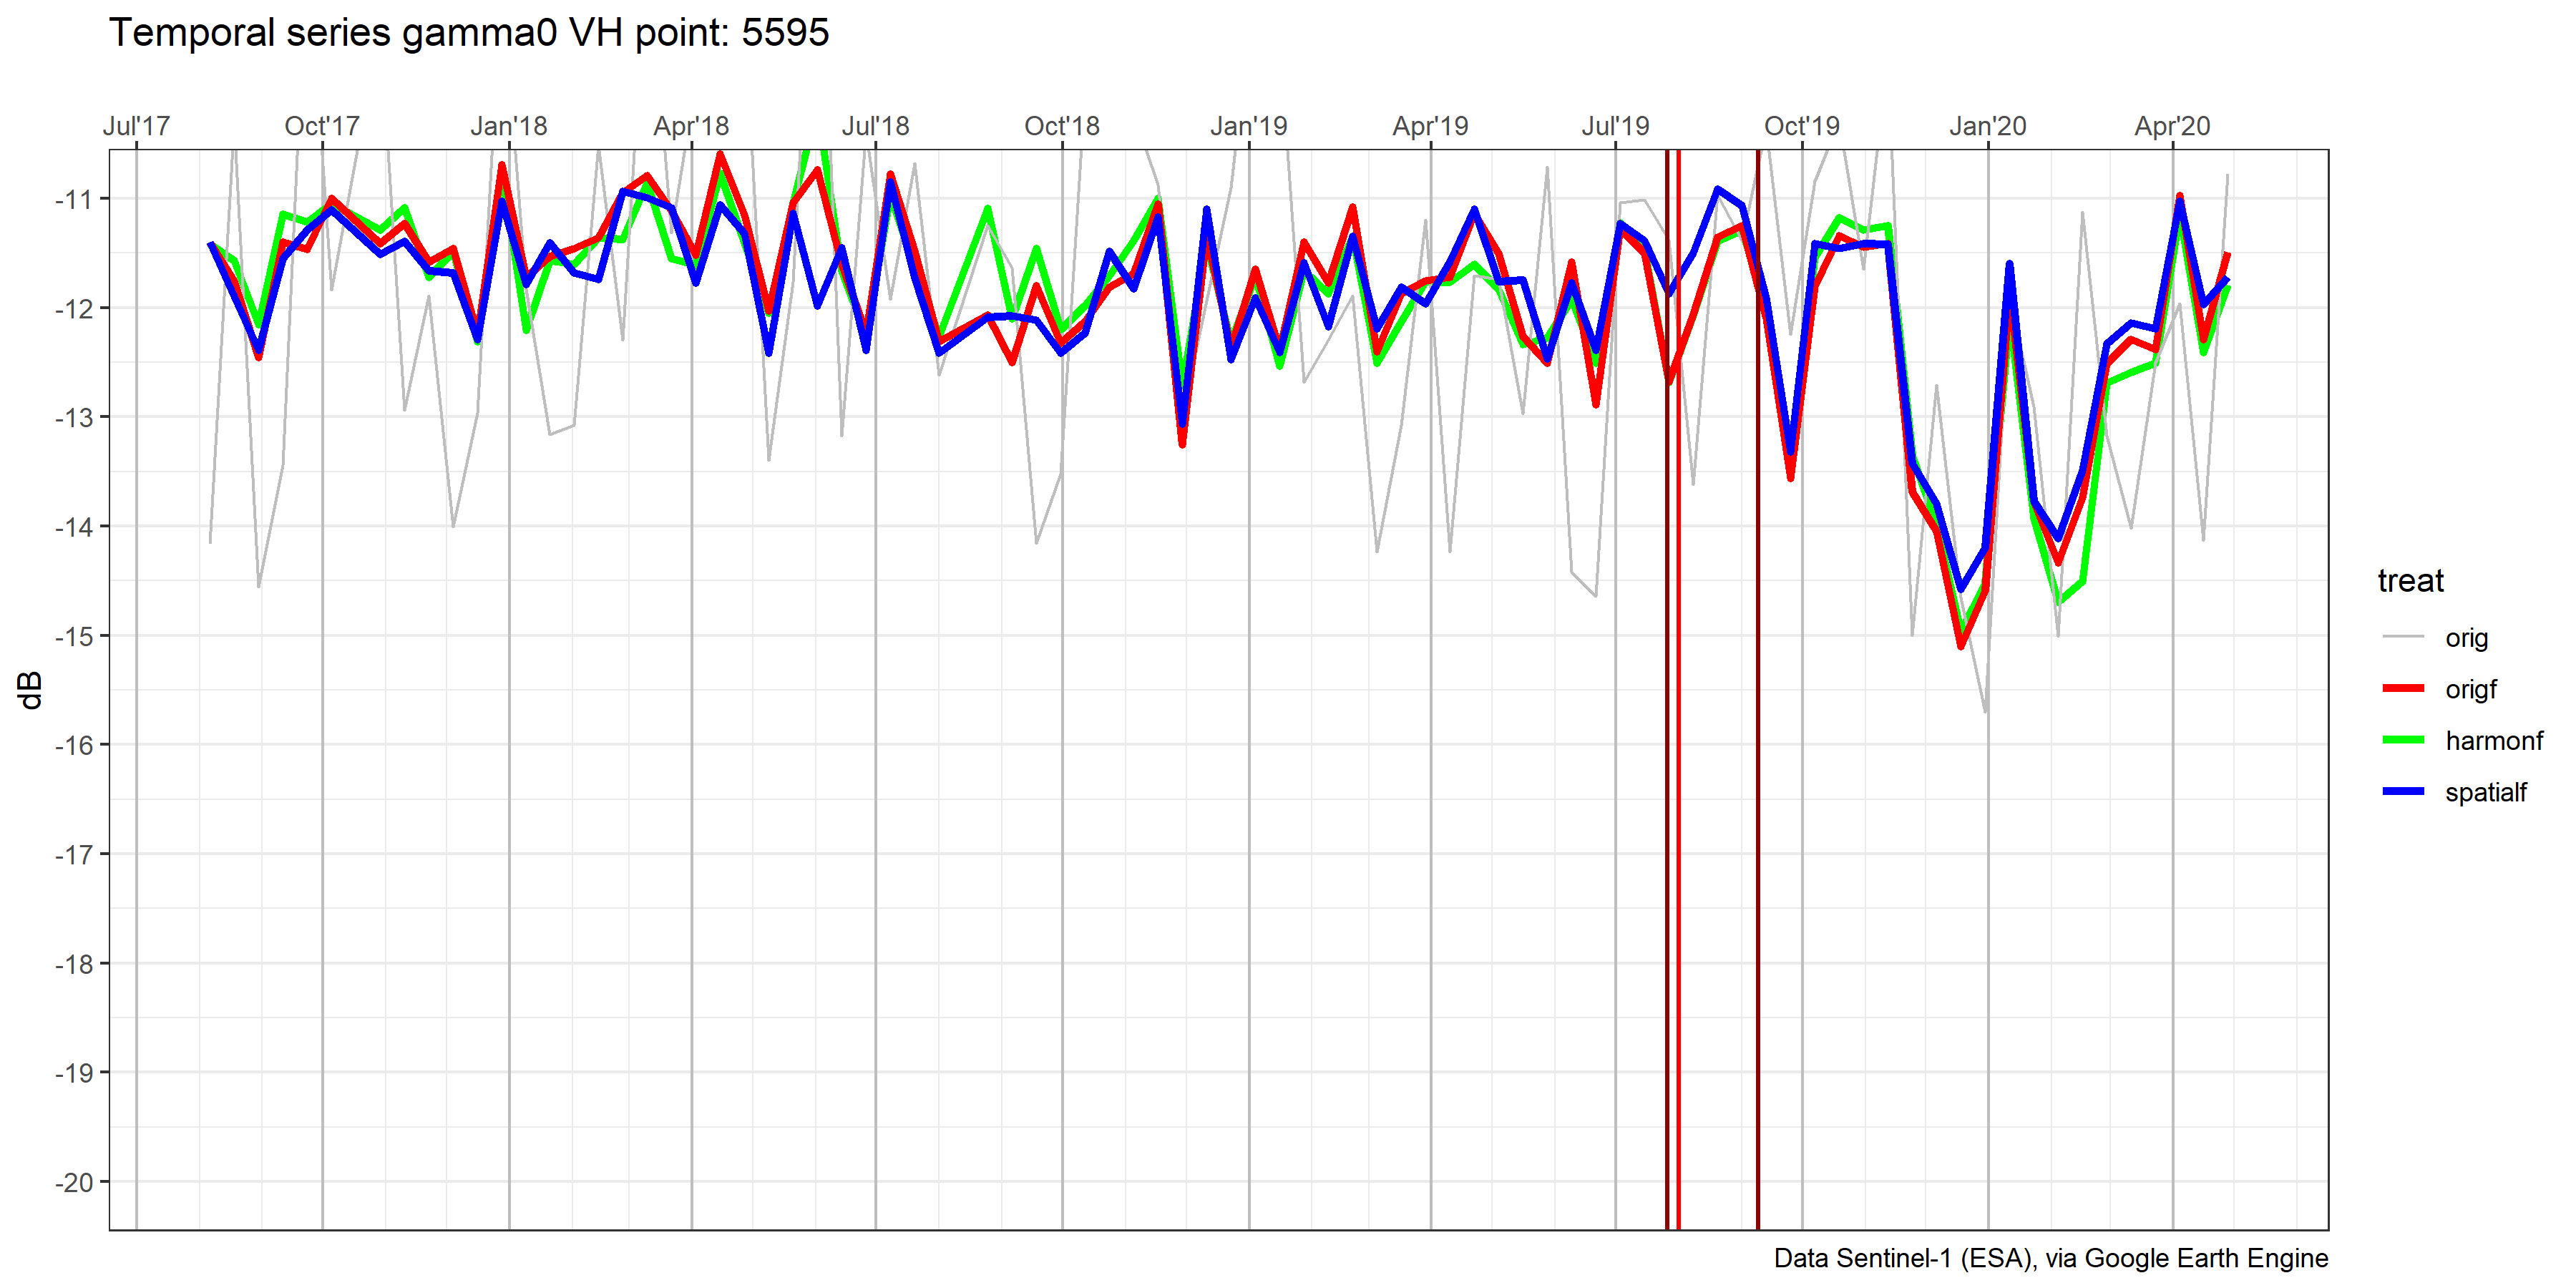 Temporal series gamma0 VH point: 5595
Jul'17 Oct'17 Jan'18 Apr'18 Jul'18 Oct'18 Jan'19 Apr'19 Jul'19 Oct'19 Jan'20 Apr'20
-11
-12
-13
-14
-15
-16
-17
-18
-19
-20
dB
treat
orig
origf
harmonf
spatialf
Data Sentinel-1 (ESA), via Google Earth Engine